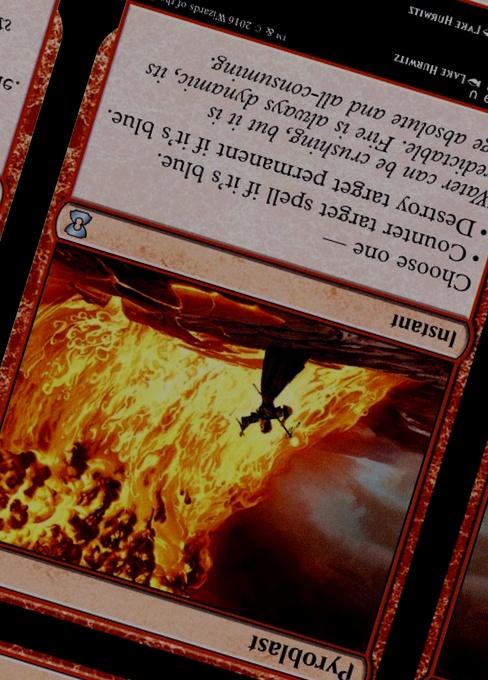 Pyroblast
Instant
Choose one —
• Counter target spell if it's blue.
• Destroy target permanent if it's blue.
Water can be crushing, but it is
Fire is always dynamic, its
absolute and all-consuming.
LAKE HURWITZ
™ & © 2016 Wizards of the
LAKE HURWITZ